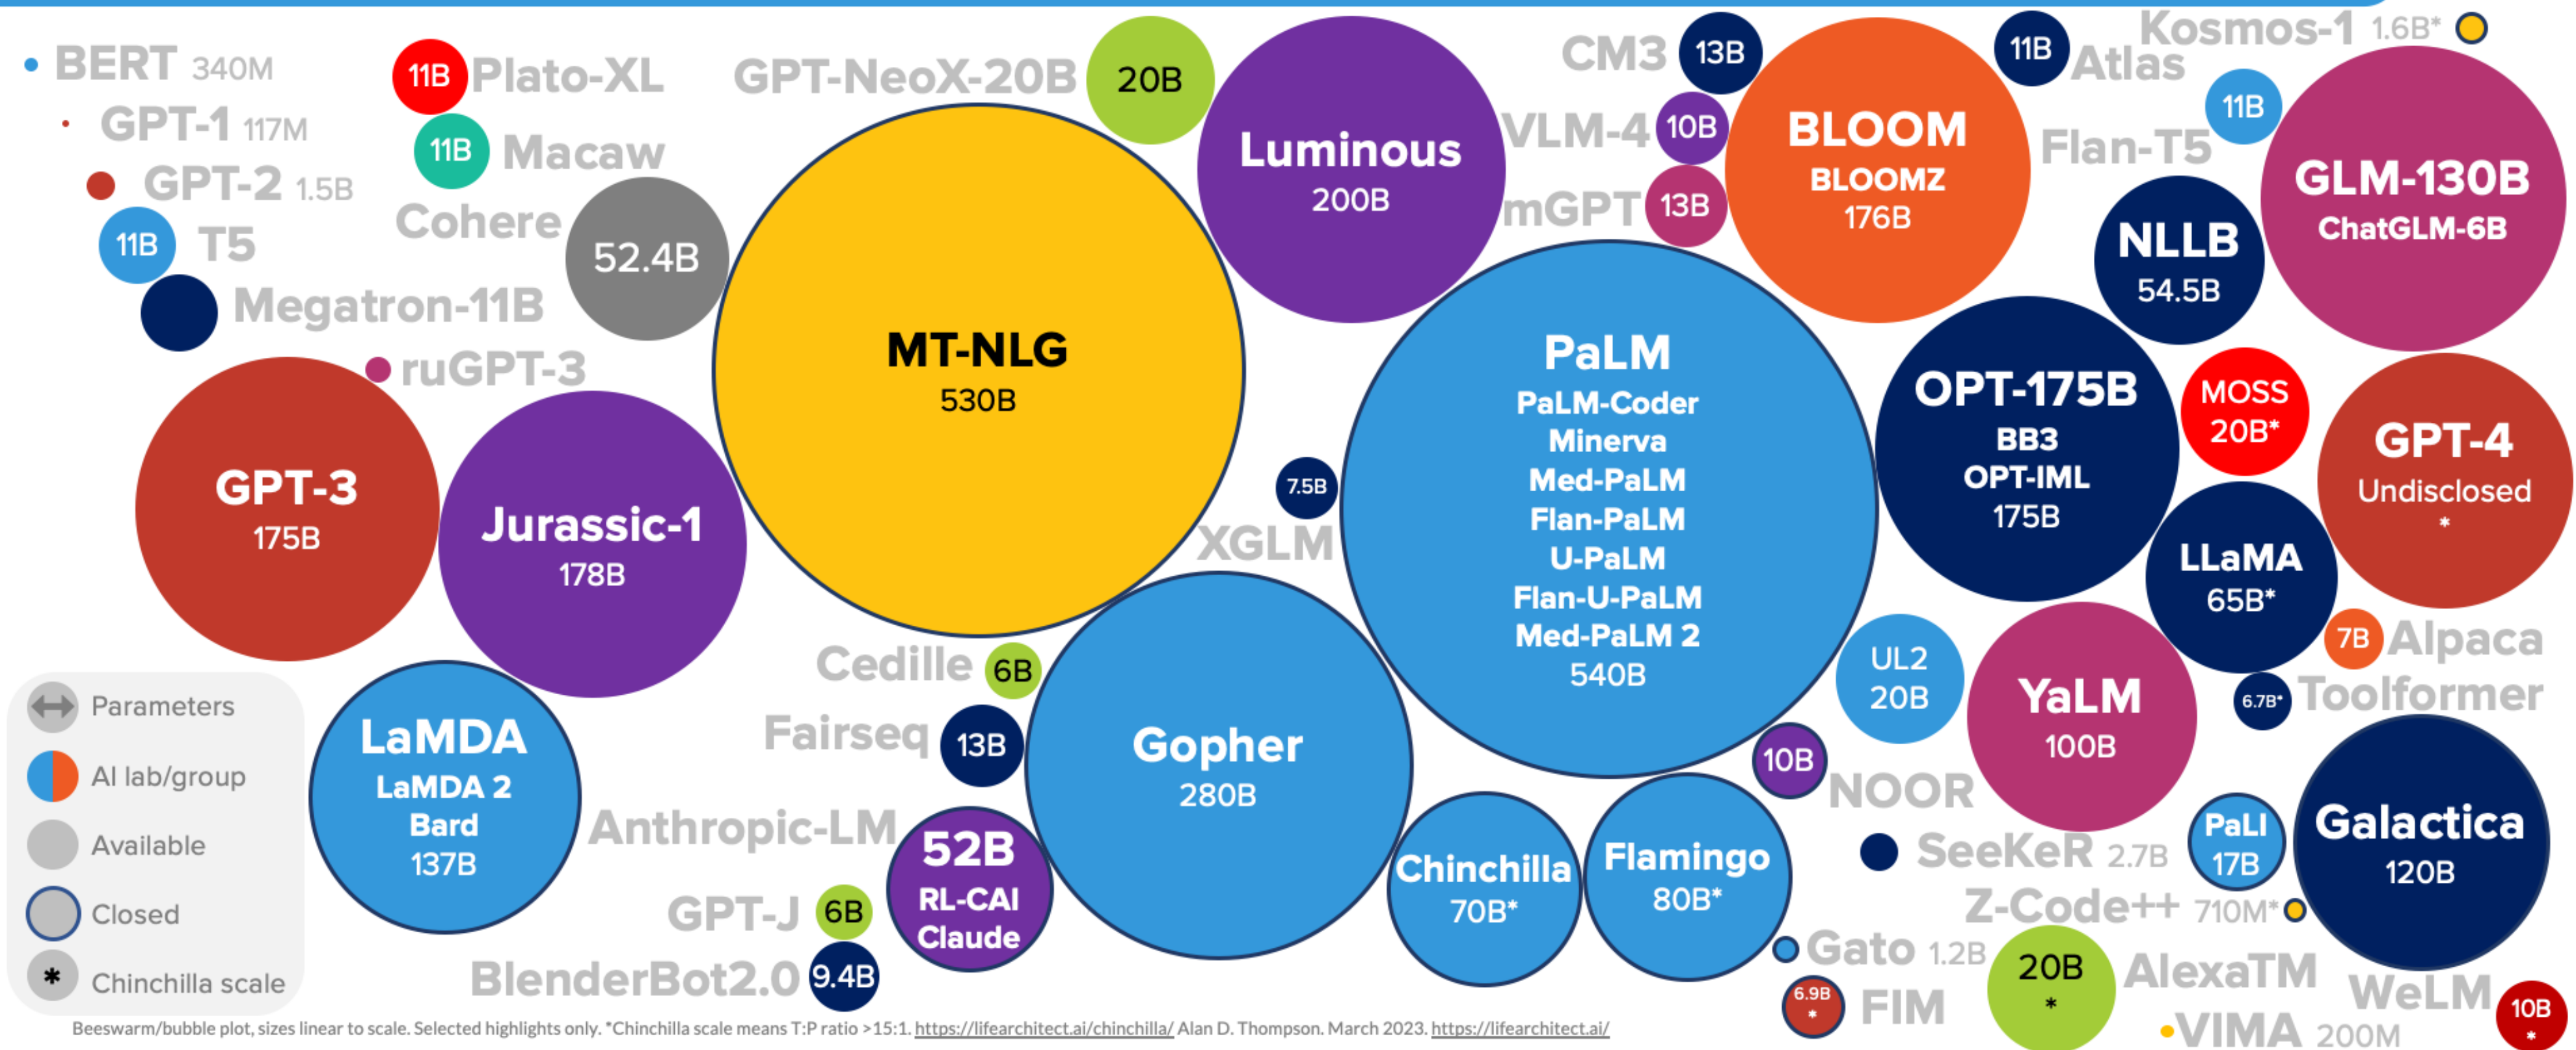 BERT 340M
GPT-1 117M
GPT-2 1.5B
11B T5
Megatron-11B
ruGPT-3
11B Plato-XL
11B Macaw
Cohere
52.4B
GPT-3
175B
Jurassic-1
178B
GPT-NeoX-20B 20B
MT-NLG
530B
Luminous
200B
CM3 13B
VLM-4 10B
mGPT 13B
BLOOM
BLOOMZ
176B
11B Atlas
Kosmos-1 1.6B*
11B
Flan-T5
NLLB
54.5B
GLM-130B
ChatGLM-6B
7.5B
XGLM
PaLM
PaLM-Coder
Minerva
Med-PaLM
Flan-PaLM
U-PaLM
Flan-U-PaLM
Med-PaLM 2
540B
OPT-175B
BB3
OPT-IML
175B
MOSS
20B*
GPT-4
Undisclosed
*
LLaMA
65B*
7B Alpaca
6.7B* Toolformer
UL2
20B
YaLM
100B
LaMDA
LaMDA 2
Bard
137B
Cedille 6B
Fairseq 13B
Anthropic-LM
52B
RL-CAI
Claude
GPT-J 6B
BlenderBot2.0 9.4B
Gopher
280B
Chinchilla
70B*
Flamingo
80B*
10B
NOOR
SeeKeR 2.7B
PaLI
17B
Galactica
120B
Z-Code++ 710M*
Gato 1.2B
6.9B
*
FIM
20B
*
AlexaTM
WeLM
10B
*
VIMA 200M
Parameters
AI lab/group
Available
Closed
* Chinchilla scale
Beeswarm/bubble plot, sizes linear to scale. Selected highlights only. *Chinchilla scale means T:P ratio >15:1. https://lifearchitect.ai/chinchilla/ Alan D. Thompson. March 2023. https://lifearchitect.ai/